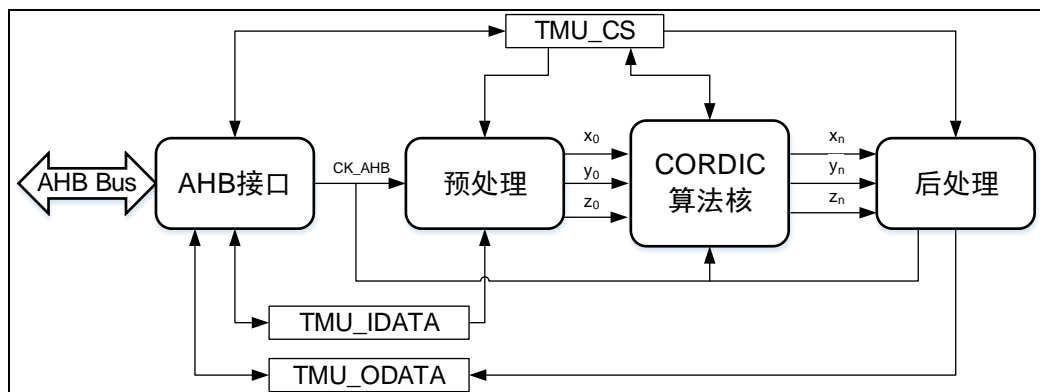 TMU_CS
AHB Bus
AHB接口
CK_AHB
预处理
x0
y0
z0
CORDIC
算法核
xn
yn
zn
后处理
TMU_IDATA
TMU_ODATA